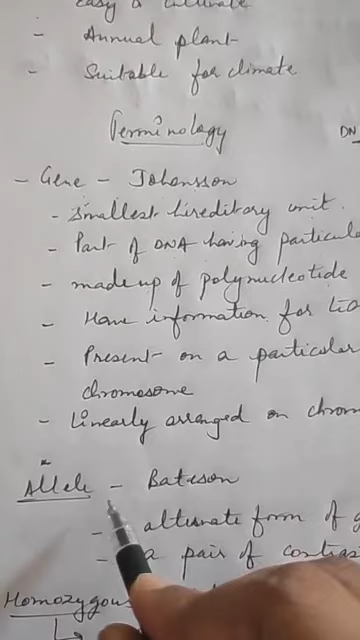 easy to cultivate
- Annual plant
- Suitable for climate
Terminology
DN
- Gene - Johansson
- Smallest hireditory unit.
- Part of DNA having particula
- made up of polynucleotide
- Have information for
- Present on a particular
chromosome
- Linearly arranged on chrom
Allele - Bateson
- alternate form of g
- a pair of contras
Homozygous